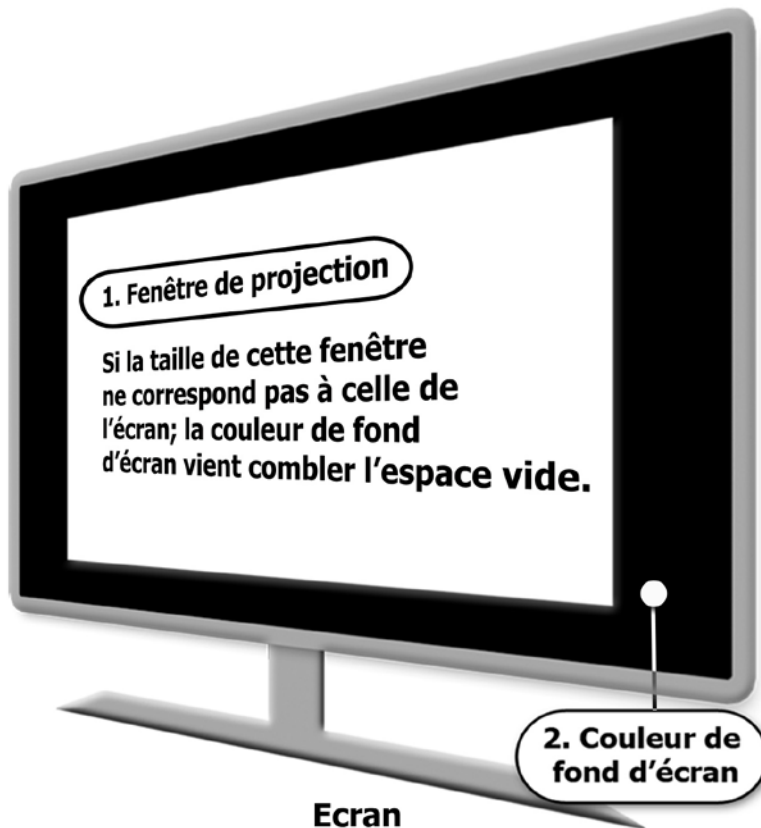 1. Fenêtre de projection
Si la taille de cette fenêtre
ne correspond pas à celle de
l'écran; la couleur de fond
d'écran vient combler l'espace vide.
2. Couleur de
fond d'écran
Ecran